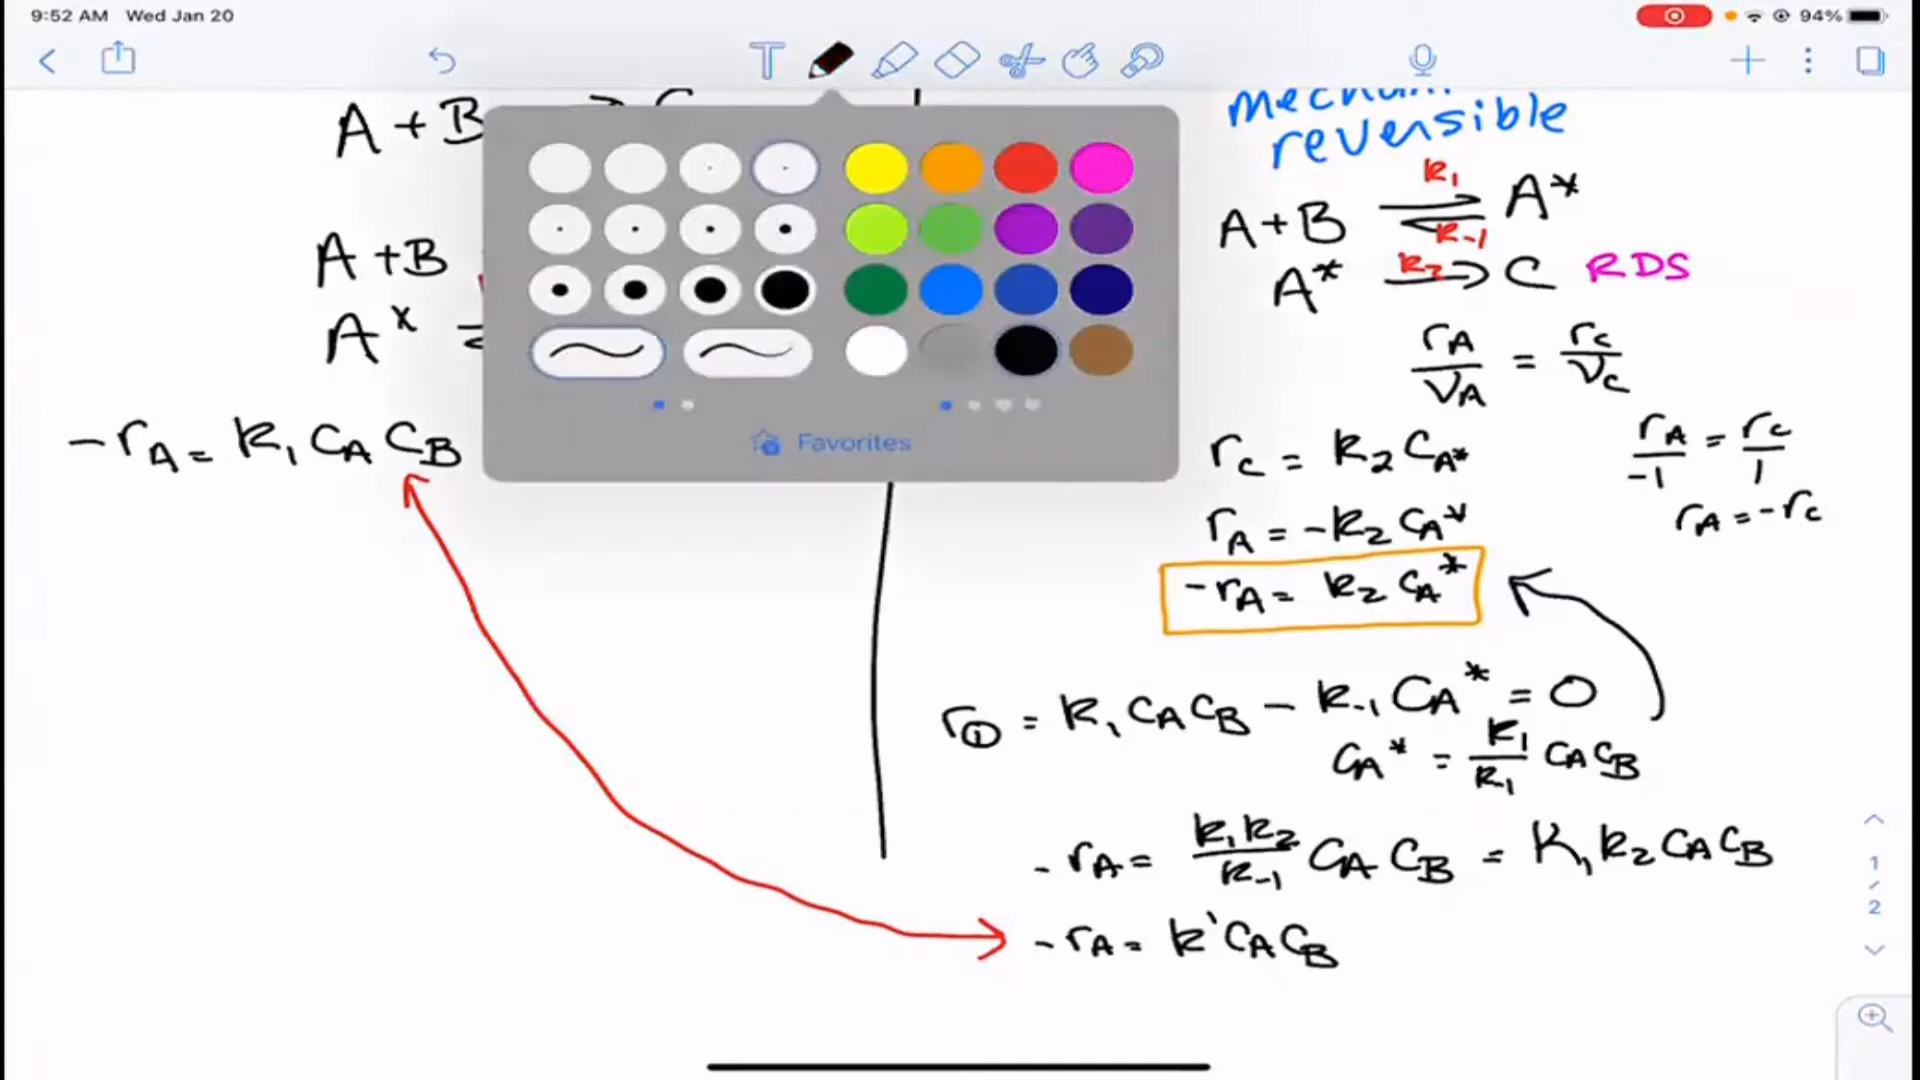 9:52 AM Wed Jan 20
94%
T
A + B → C
A + B
A*
-rA = k1 CA CB
Favorites
reversible
k1
A + B ⇌ A*
k-1
A* → C RDS
k2
rA/νA = rC/νC
rC = k2 CA*
rA/-1 = rC/1
rA = -k2 CA*
rA = -rC
-rA = k2 CA*
r① = k1 CA CB - k-1 CA* = 0
CA* = k1/k-1 CA CB
-rA = k1k2/k-1 CA CB = K1 k2 CA CB
-rA = k' CA CB
1
/
2